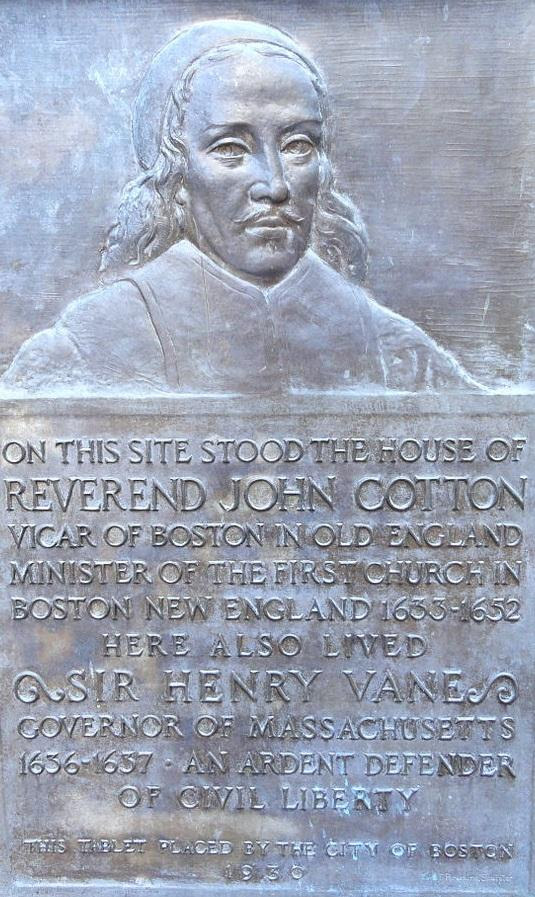 ON THIS SITE STOOD THE HOUSE OF
REVEREND JOHN COTTON
VICAR OF BOSTON IN OLD ENGLAND
MINISTER OF THE FIRST CHURCH IN
BOSTON NEW ENGLAND 1633-1652
HERE ALSO LIVED
SIR HENRY VANE
GOVERNOR OF MASSACHUSETTS
1636-1637 · AN ARDENT DEFENDER
OF CIVIL LIBERTY
THIS TABLET PLACED BY THE CITY OF BOSTON
1930